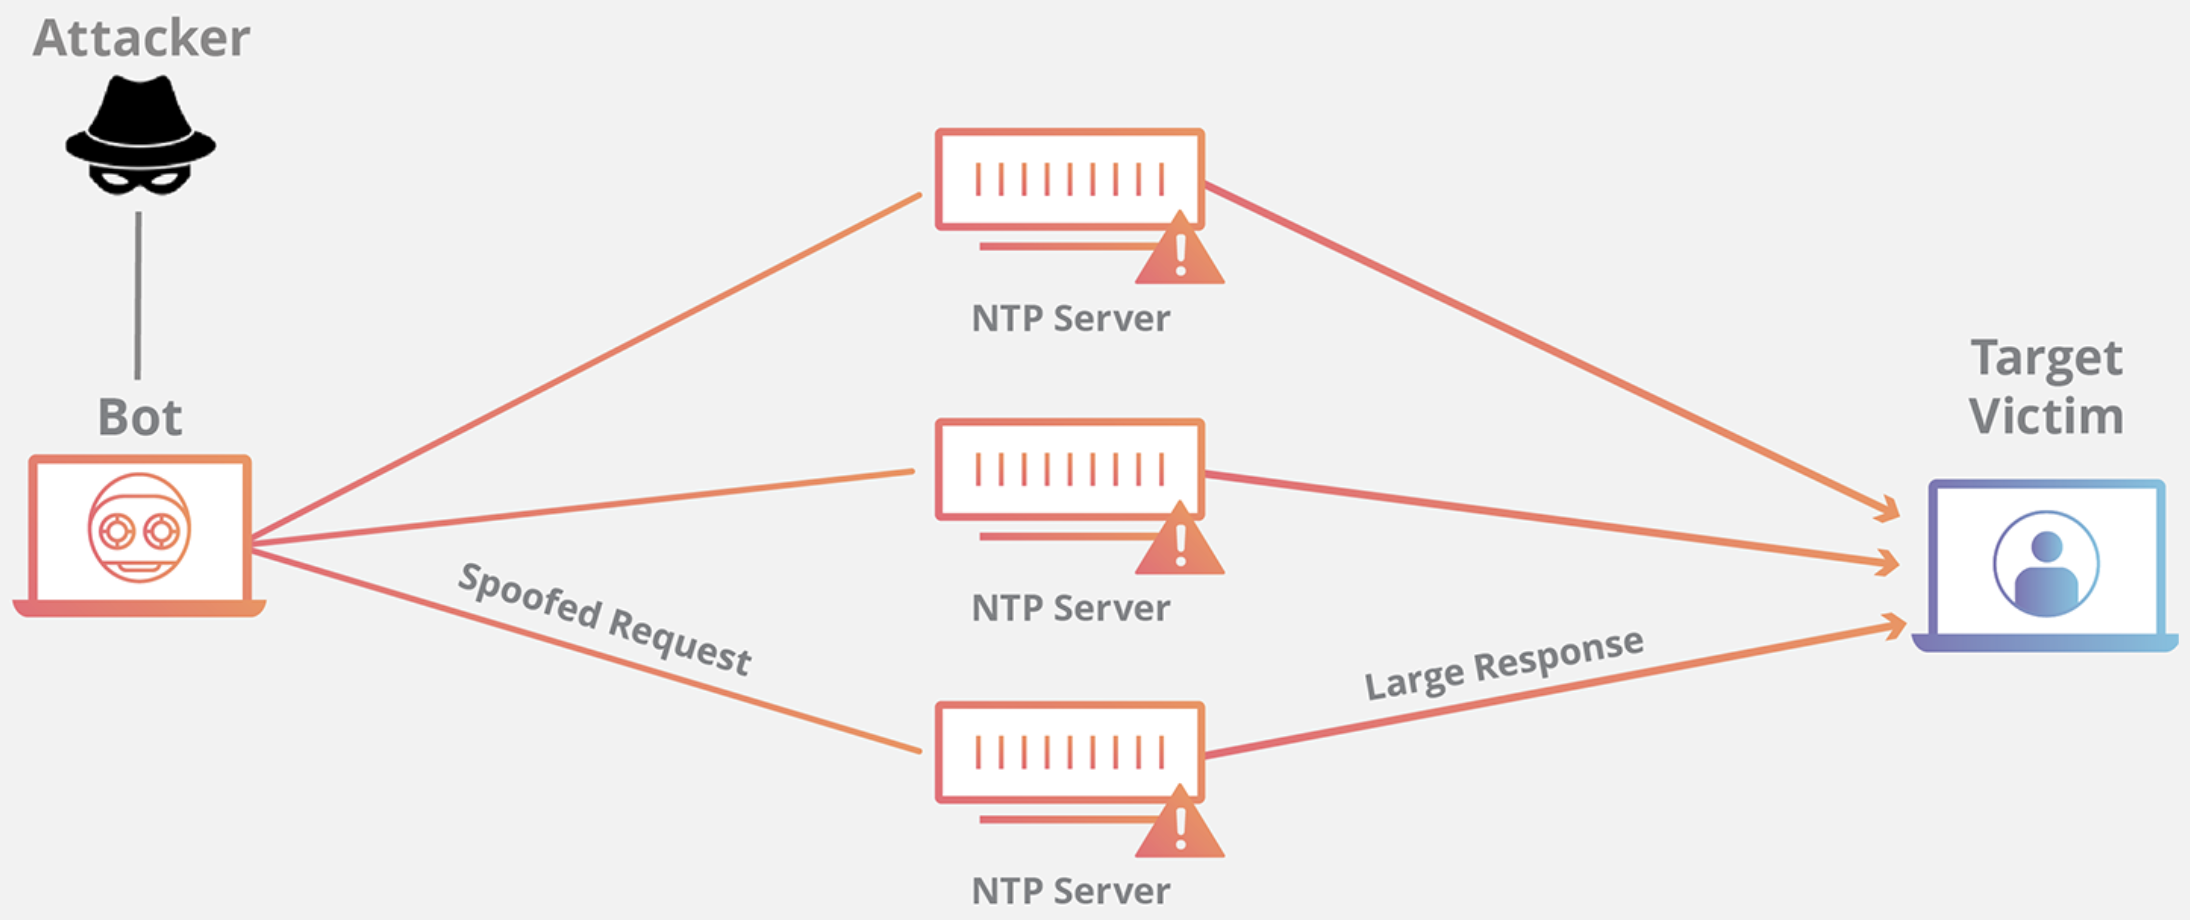 Attacker
Bot
Spoofed Request
NTP Server
NTP Server
NTP Server
Large Response
Target
Victim